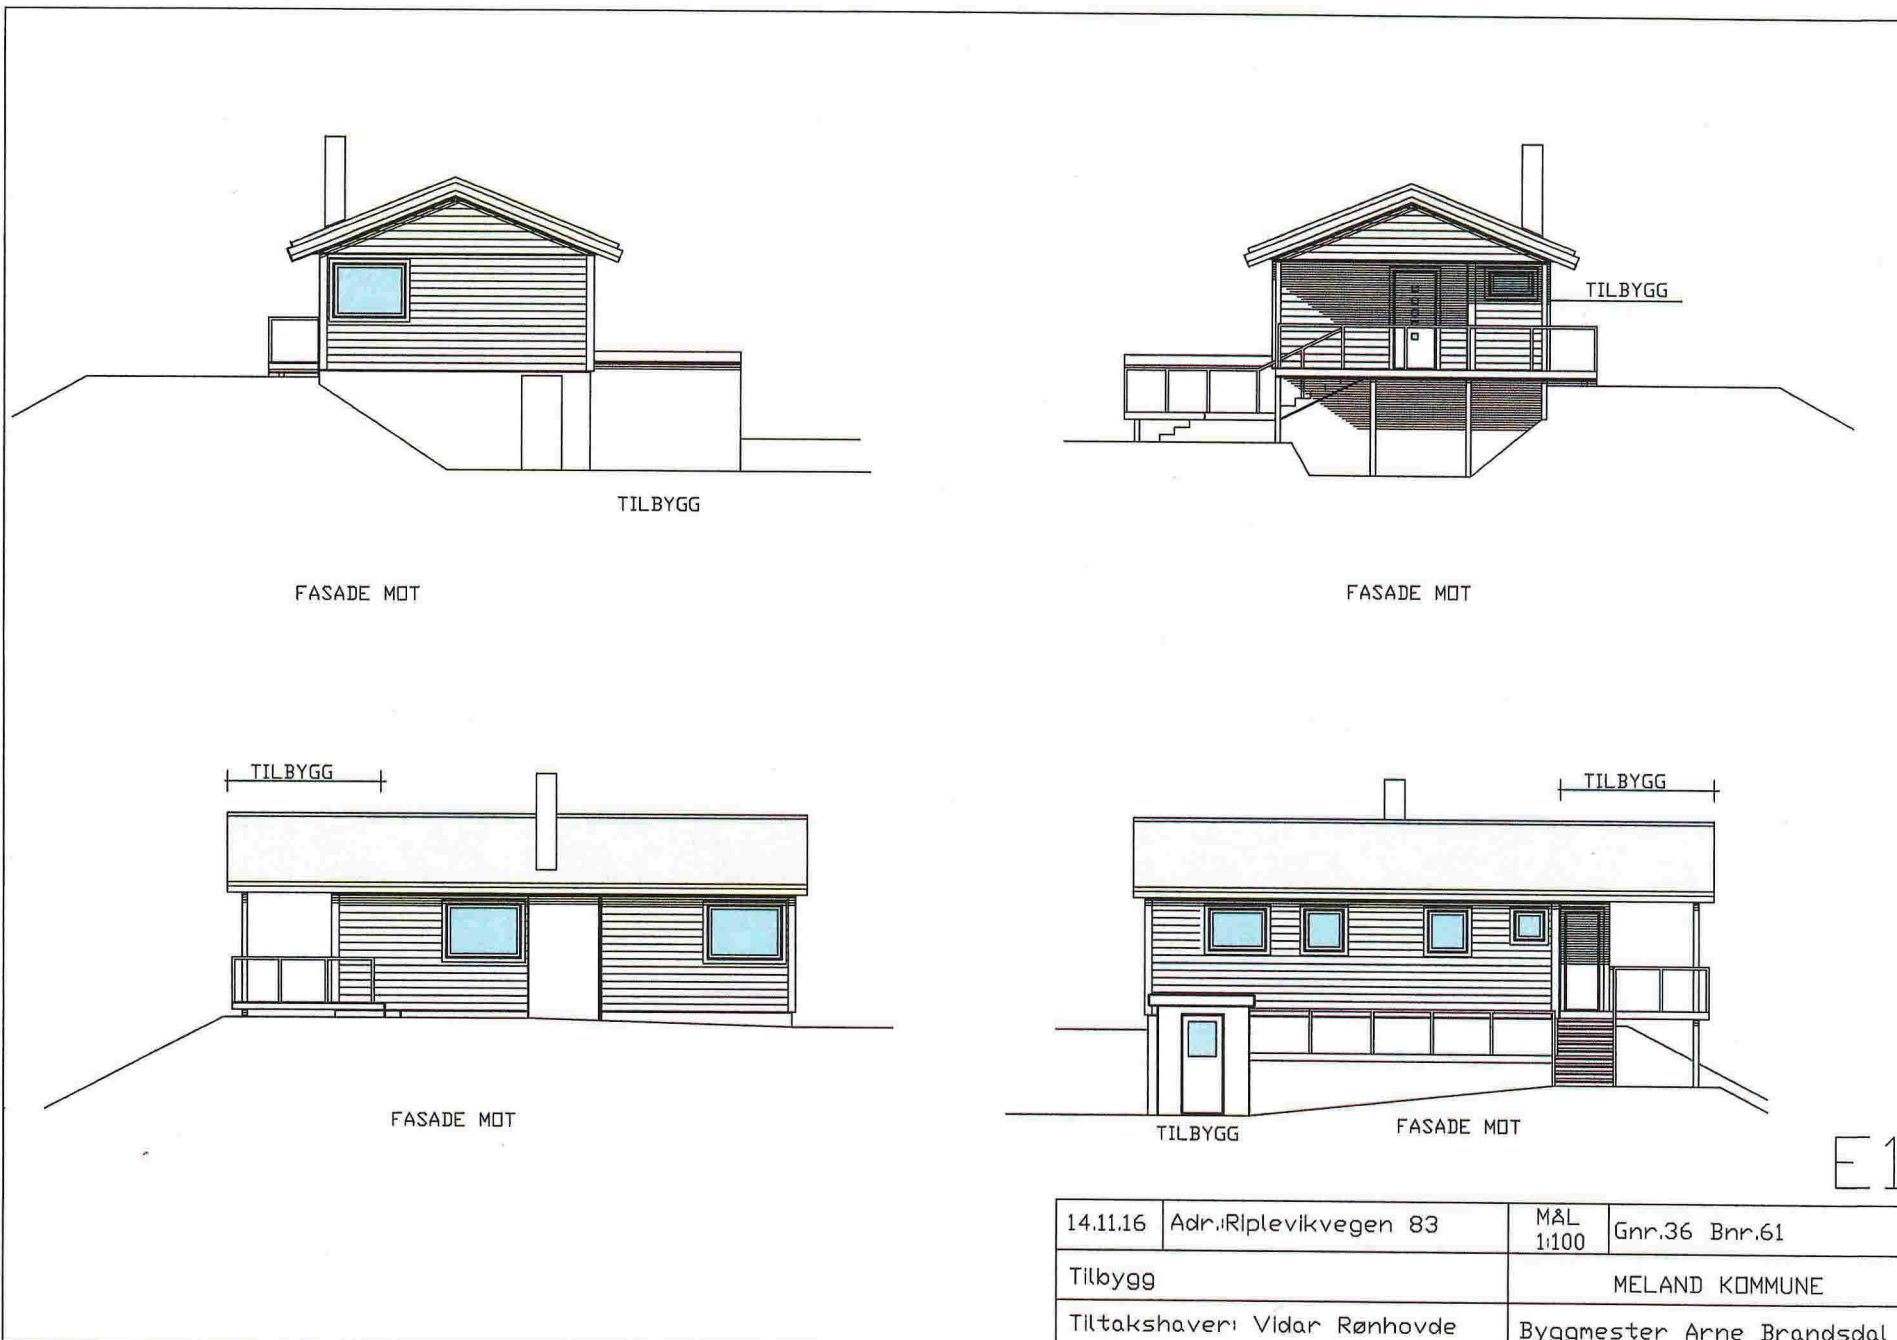 TILBYGG
TILBYGG
FASADE MOT
FASADE MOT
TILBYGG
TILBYGG
FASADE MOT
TILBYGG
FASADE MOT
E1
14.11.16
Adr.:Riplevikvegen 83
MÅL
1:100
Gnr.36 Bnr.61
Tilbygg
MELAND KOMMUNE
Tiltakshaver: Vidar Rønhovde
Byggmester Arne Brandsdal